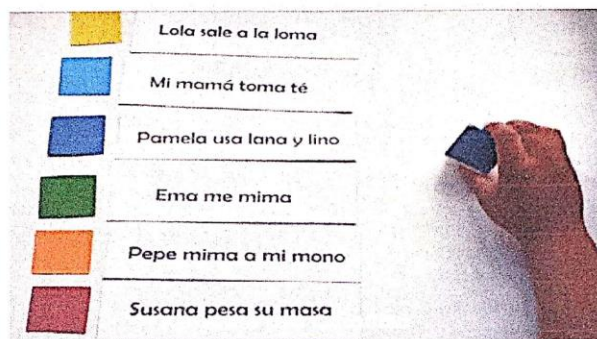 Lola sale a la loma
Mi mamá toma té
Pamela usa lana y lino
Ema me mima
Pepe mima a mi mono
Susana pesa su masa